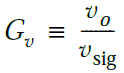 G_v ≡ v_o / v_sig